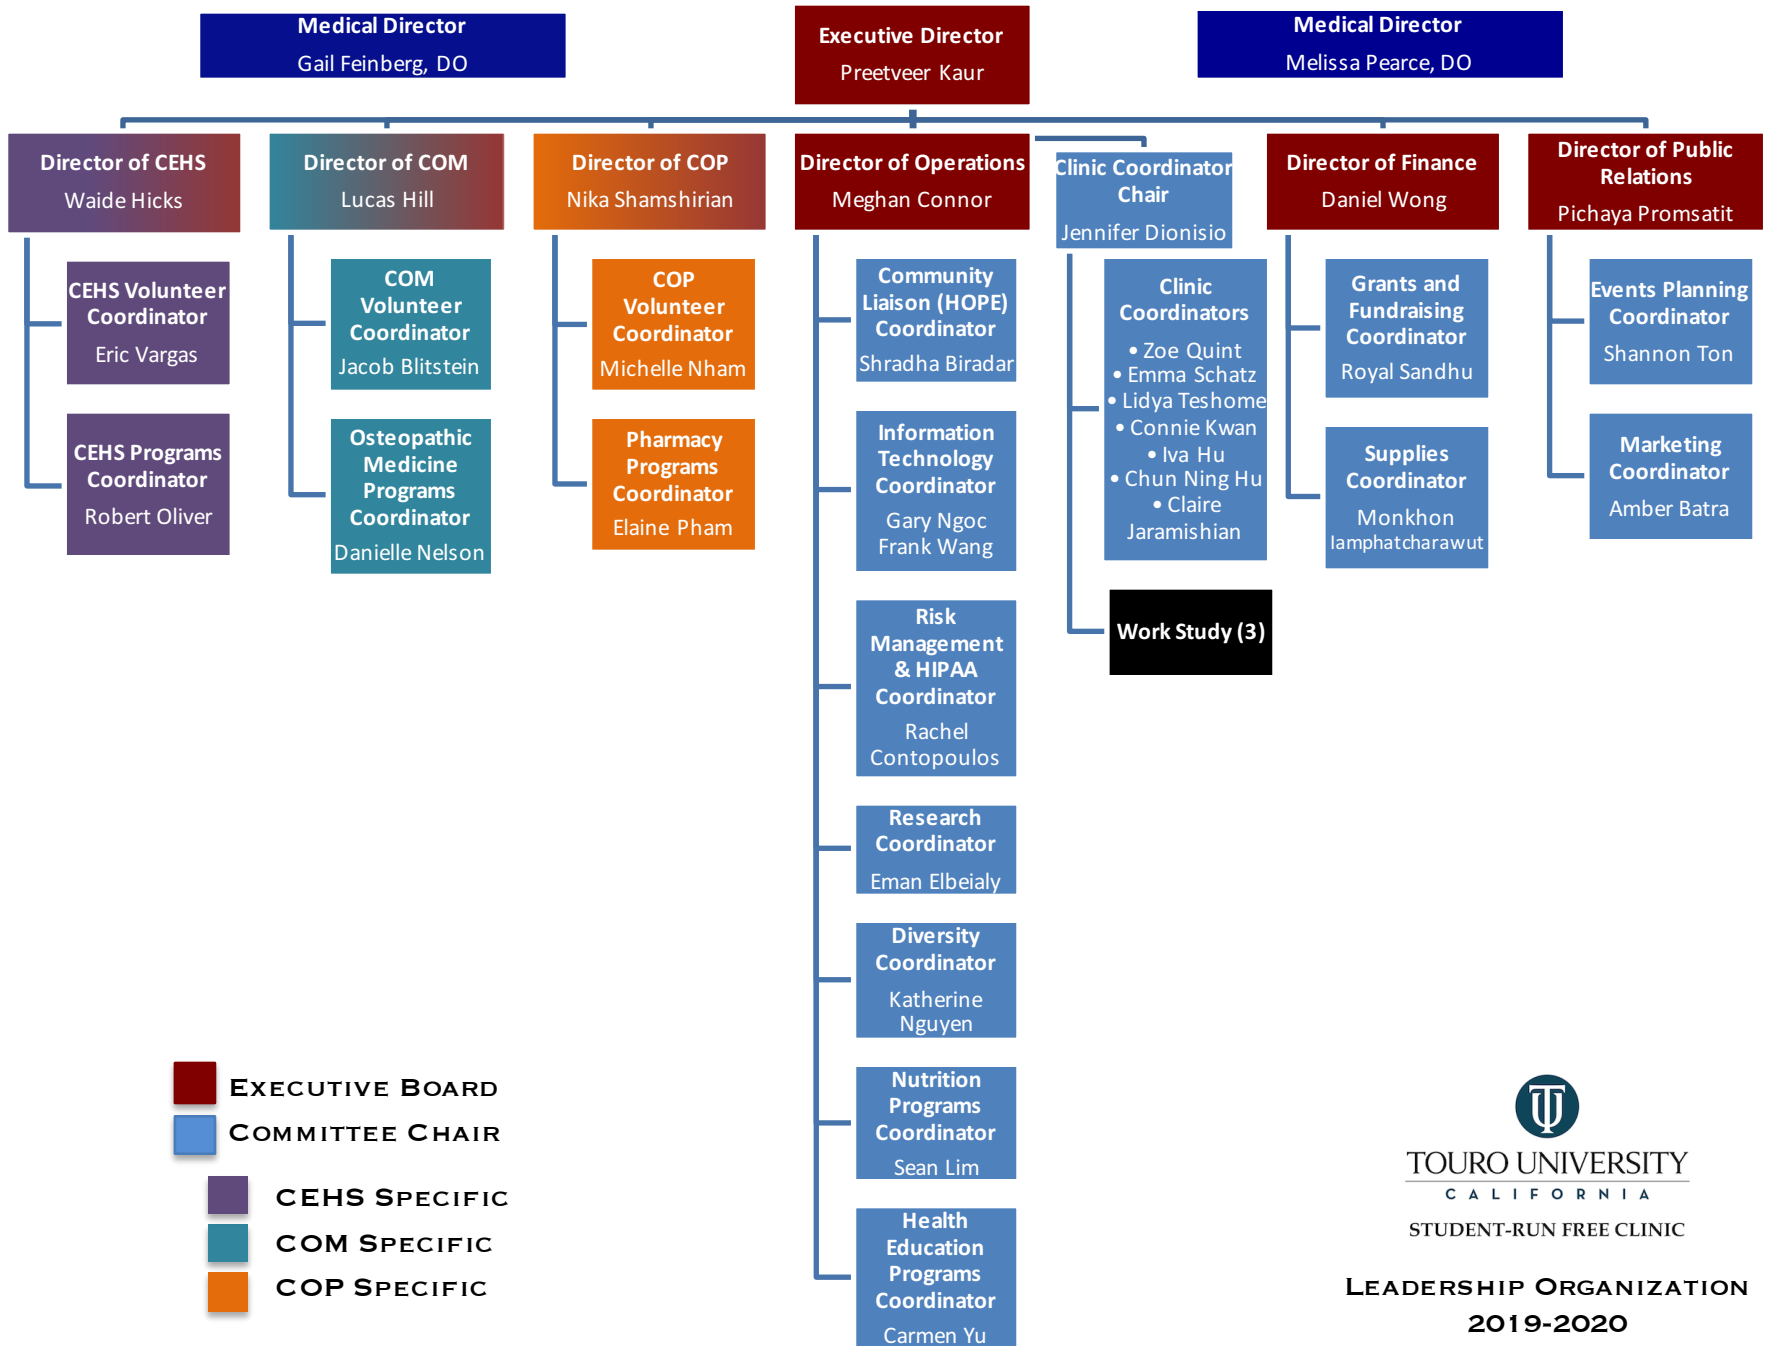 Medical Director
Gail Feinberg, DO
Executive Director
Preetveer Kaur
Medical Director
Melissa Pearce, DO
Director of CEHS
Waide Hicks
Director of COM
Lucas Hill
Director of COP
Nika Shamshirian
Director of Operations
Meghan Connor
Clinic Coordinator
Chair
Jennifer Dionisio
Director of Finance
Daniel Wong
Director of Public
Relations
Pichaya Promsatit
CEHS Volunteer
Coordinator
Eric Vargas
CEHS Programs
Coordinator
Robert Oliver
COM
Volunteer
Coordinator
Jacob Blitstein
Osteopathic
Medicine
Programs
Coordinator
Danielle Nelson
COP
Volunteer
Coordinator
Michelle Nham
Pharmacy
Programs
Coordinator
Elaine Pham
Community
Liaison (HOPE)
Coordinator
Shradha Biradar
Information
Technology
Coordinator
Gary Ngoc
Frank Wang
Risk
Management
& HIPAA
Coordinator
Rachel
Contopoulos
Research
Coordinator
Eman Elbeialy
Diversity
Coordinator
Katherine
Nguyen
Nutrition
Programs
Coordinator
Sean Lim
Health
Education
Programs
Coordinator
Carmen Yu
Clinic
Coordinators
• Zoe Quint
• Emma Schatz
• Lidya Teshome
• Connie Kwan
• Iva Hu
• Chun Ning Hu
• Claire
Jaramishian
Work Study (3)
Grants and
Fundraising
Coordinator
Royal Sandhu
Supplies
Coordinator
Monkhon
Iamphatcharawut
Events Planning
Coordinator
Shannon Ton
Marketing
Coordinator
Amber Batra
Executive Board
Committee Chair
CEHS Specific
COM Specific
COP Specific
TU
TOURO UNIVERSITY
CALIFORNIA
STUDENT-RUN FREE CLINIC
Leadership Organization
2019-2020